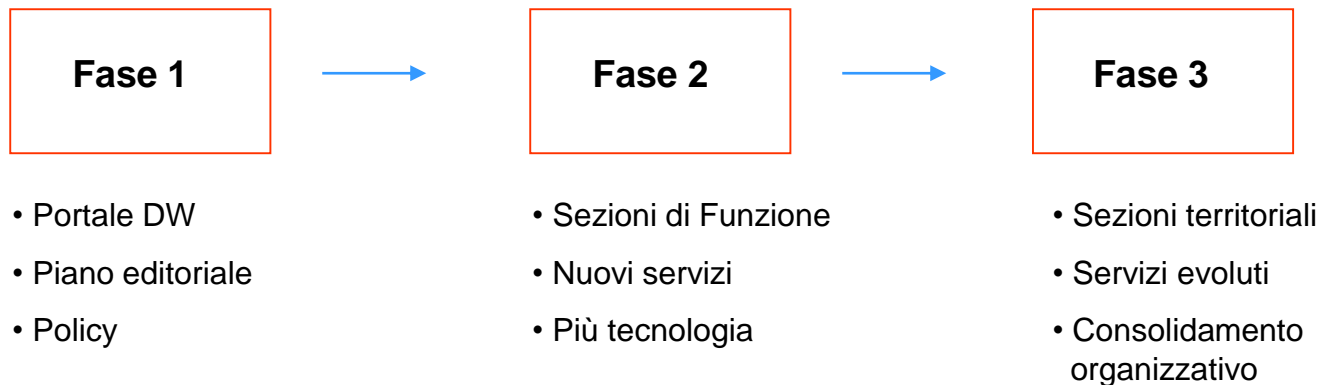 Fase 1
Fase 2
Fase 3
• Portale DW
• Piano editoriale
• Policy
• Sezioni di Funzione
• Nuovi servizi
• Più tecnologia
• Sezioni territoriali
• Servizi evoluti
• Consolidamento
organizzativo